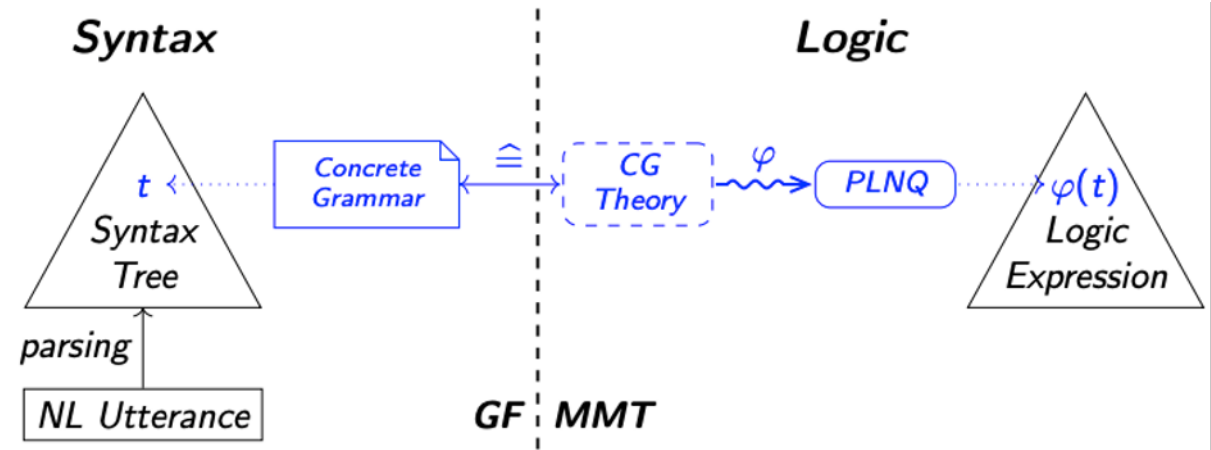 Syntax
Logic
Concrete
Grammar
≙
CG
Theory
φ
PLNQ
t
Syntax
Tree
φ(t)
Logic
Expression
parsing
NL Utterance
GF
MMT